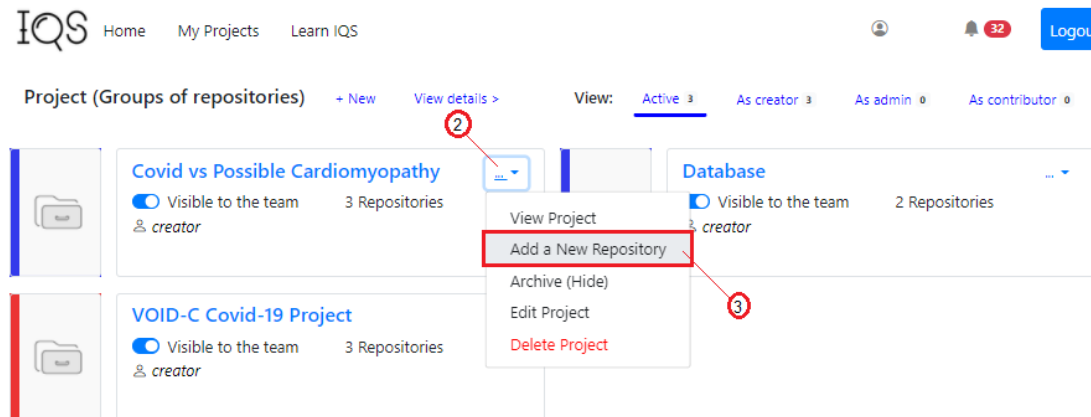 IQS Home My Projects Learn IQS 32 Logou
Project (Groups of repositories) + New View details > View: Active 3 As creator 3 As admin 0 As contributor 0
2
Covid vs Possible Cardiomyopathy ...
Visible to the team 3 Repositories
creator
Database ...
Visible to the team 2 Repositories
creator
View Project
Add a New Repository
Archive (Hide)
Edit Project
Delete Project
3
VOID-C Covid-19 Project
Visible to the team 3 Repositories
creator